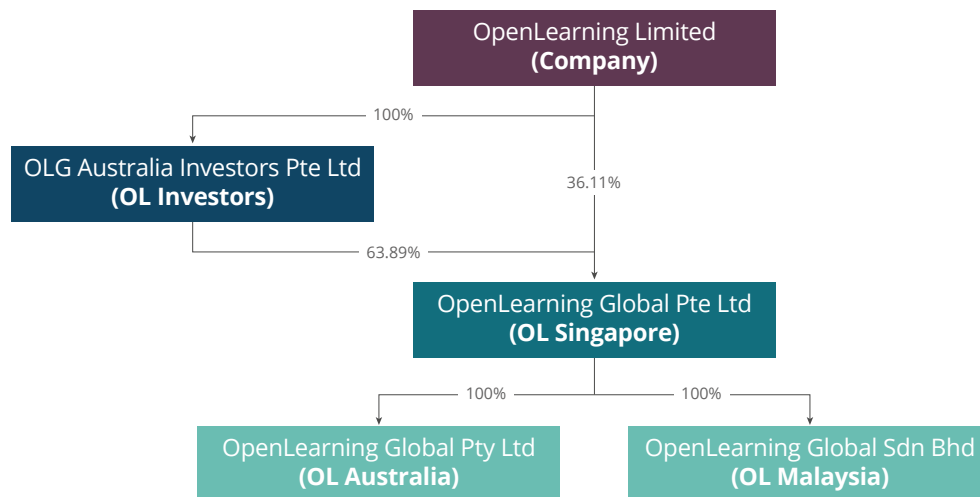 OpenLearning Limited
(Company)
100%
OLG Australia Investors Pte Ltd
(OL Investors)
36.11%
63.89%
OpenLearning Global Pte Ltd
(OL Singapore)
100%
100%
OpenLearning Global Pty Ltd
(OL Australia)
OpenLearning Global Sdn Bhd
(OL Malaysia)